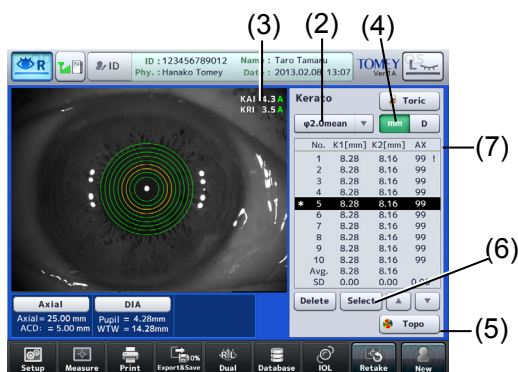 (3) (2) (4)
R
ID
ID : 123456789012 Name : Taro Tamaru
Phy. : Hanako Tomey Date : 2013.02.08 13:07
TOMEY
Ver.1A
L
KAI 4.3 A
KRI 3.5 A
Kerato
Toric
φ2.0mean ▼
mm D
(7)
No. K1[mm] K2[mm] AX
1 8.28 8.16 99 !
2 8.28 8.16 99
3 8.28 8.16 99
4 8.28 8.16 99
* 5 8.28 8.16 99
6 8.28 8.16 99
7 8.28 8.16 99
8 8.28 8.16 99
9 8.28 8.16 99
10 8.28 8.16 99
Avg. 8.28 8.16
SD 0.00 0.00 0.00
(6)
Delete Select ▲ ▼
Topo
(5)
Axial DIA
Axial= 25.00 mm Pupil = 4.28mm
ACD: = 5.00 mm WTW = 14.28mm
10%
R/L
Setup Measure Print Export&Save Dual Database IOL Retake New